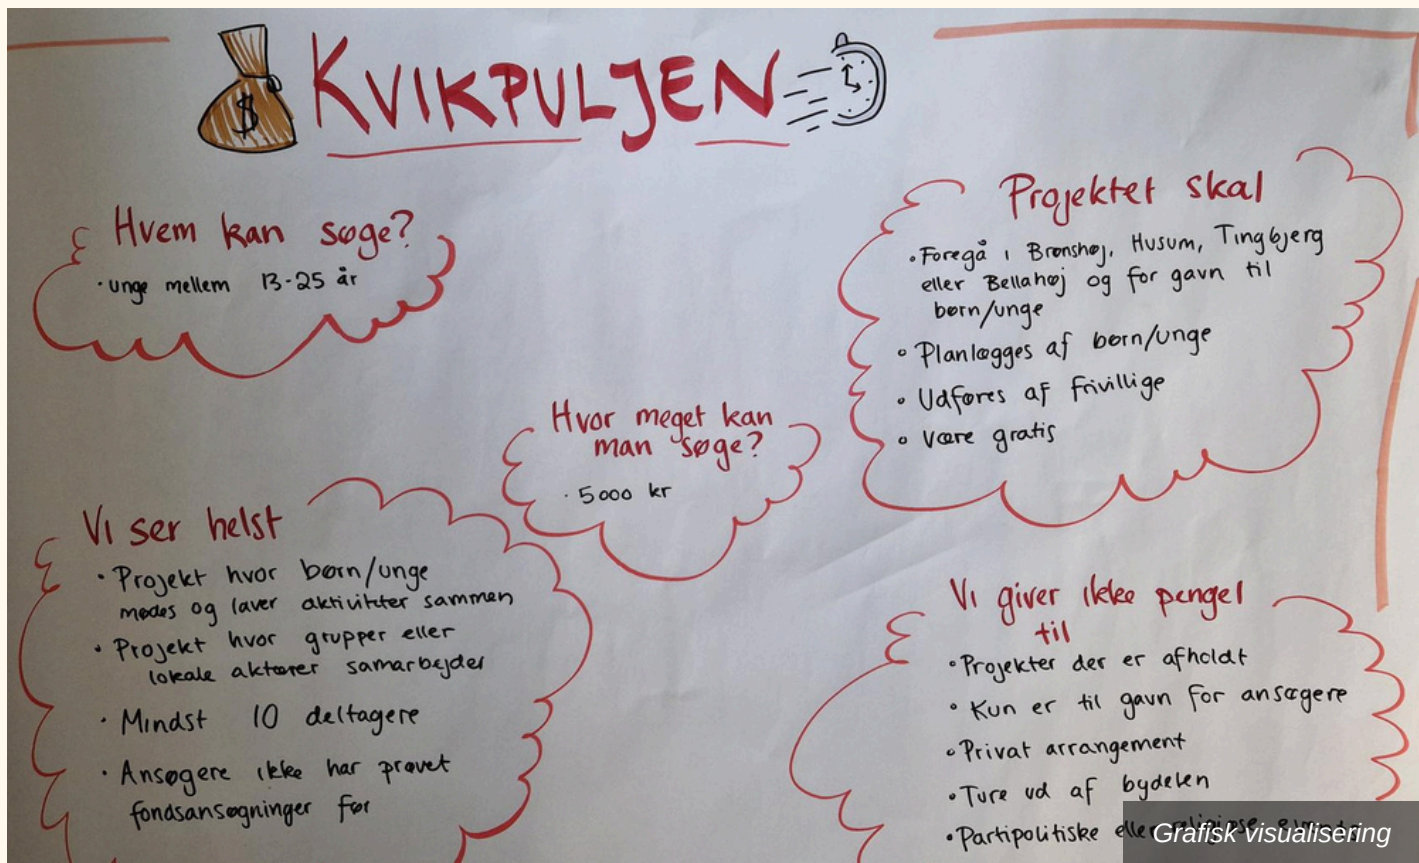 $ KVIKPULJEN
Hvem kan søge?
· unge mellem 13-25 år
Projektet skal
• Foregå i Brønshøj, Husum, Tingbjerg
eller Bellahøj og for gavn til
børn/unge
• Planlægges af børn/unge
• Udføres af frivillige
• være gratis
Hvor meget kan
man søge?
· 5000 kr
Vi ser helst
• Projekt hvor børn/unge
mødes og laver aktiviteter sammen
• Projekt hvor grupper eller
lokale aktører samarbejder
• Mindst 10 deltagere
• Ansøgere ikke har prøvet
fondsansøgninger før
Vi giver ikke penge
til
• Projekter der er afholdt
• Kun er til gavn for ansøgere
• Privat arrangement
• Ture ud af bydelen
• Partipolitiske eller religiøse
Grafisk visualisering